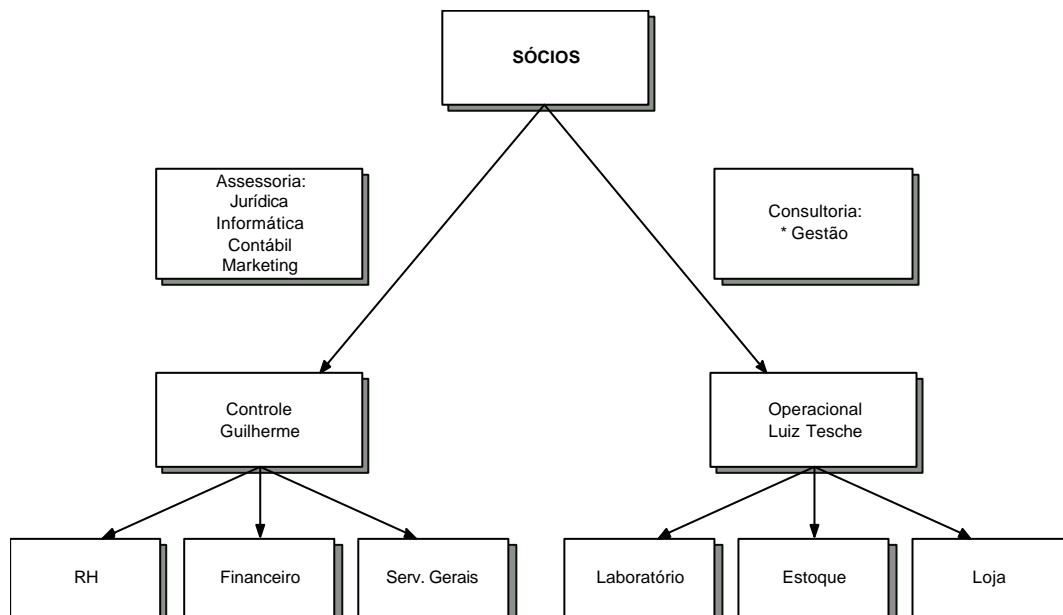 SÓCIOS
Assessoria:
Jurídica
Informática
Contábil
Marketing
Consultoria:
* Gestão
Controle
Guilherme
Operacional
Luiz Tesche
RH
Financeiro
Serv. Gerais
Laboratório
Estoque
Loja